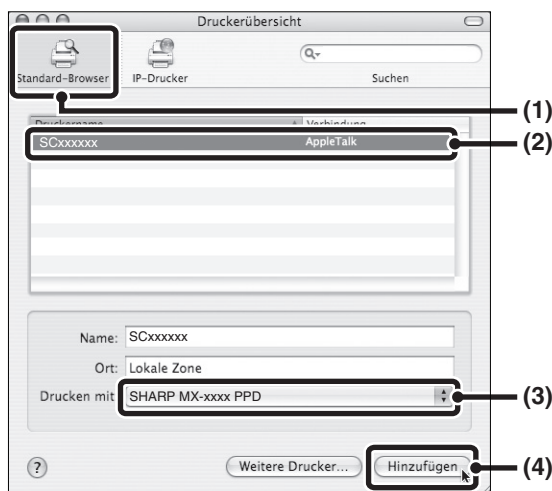 Druckerübersicht
Standard-Browser
IP-Drucker
Suchen
(1)
Druckername
Verbindung
SCxxxxxx
AppleTalk
(2)
Name: SCxxxxxx
Ort: Lokale Zone
Drucken mit SHARP MX-xxxx PPD
(3)
?
Weitere Drucker...
Hinzufügen
(4)